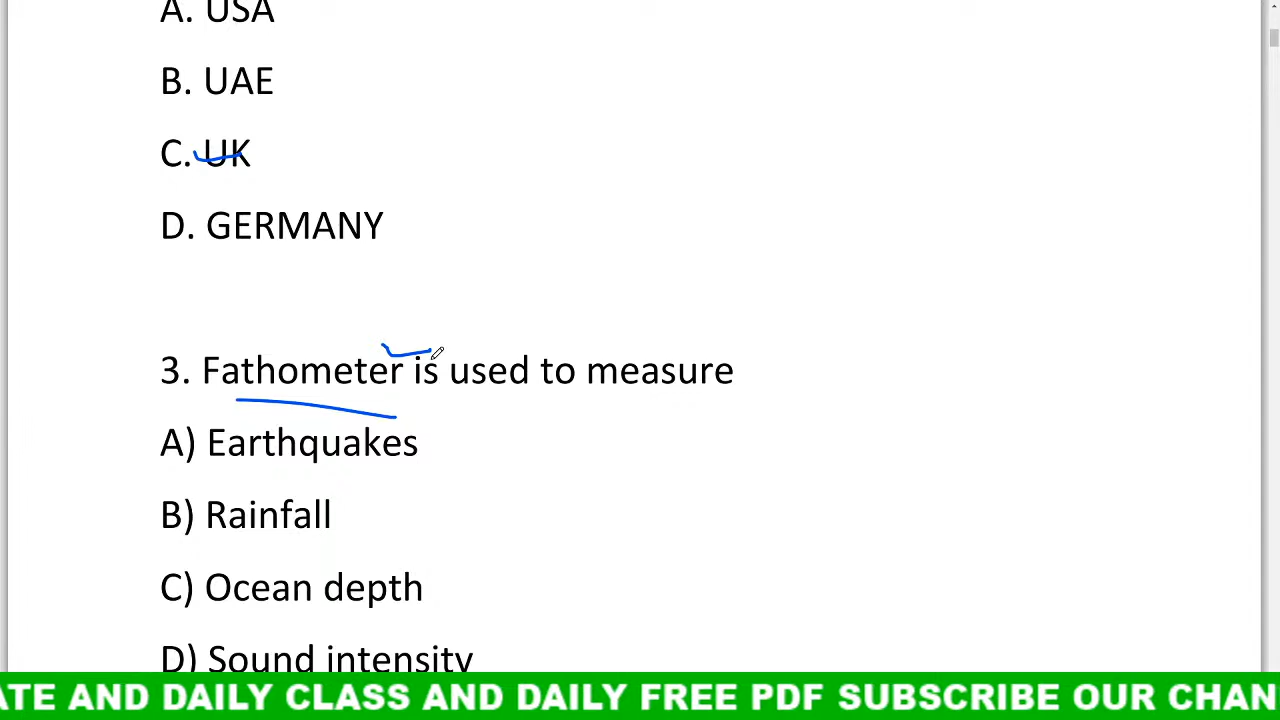 A. USA
B. UAE
C. UK
D. GERMANY
3. Fathometer is used to measure
A) Earthquakes
B) Rainfall
C) Ocean depth
D) Sound intensity
ATE AND DAILY CLASS AND DAILY FREE PDF SUBSCRIBE OUR CHAN